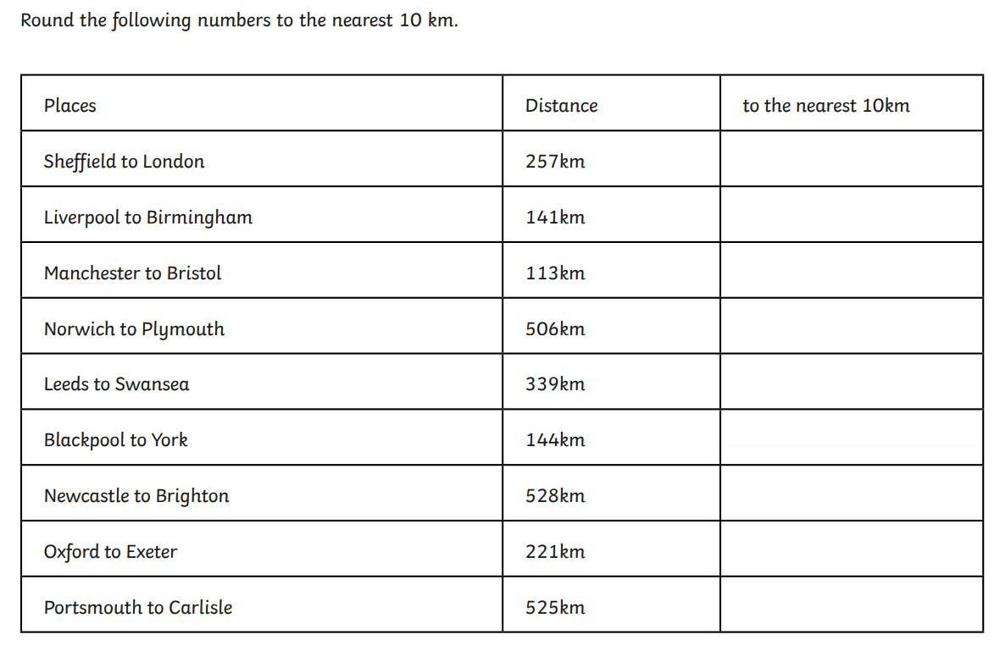 Round the following numbers to the nearest 10 km.
Places Distance to the nearest 10km
Sheffield to London 257km
Liverpool to Birmingham 141km
Manchester to Bristol 113km
Norwich to Plymouth 506km
Leeds to Swansea 339km
Blackpool to York 144km
Newcastle to Brighton 528km
Oxford to Exeter 221km
Portsmouth to Carlisle 525km